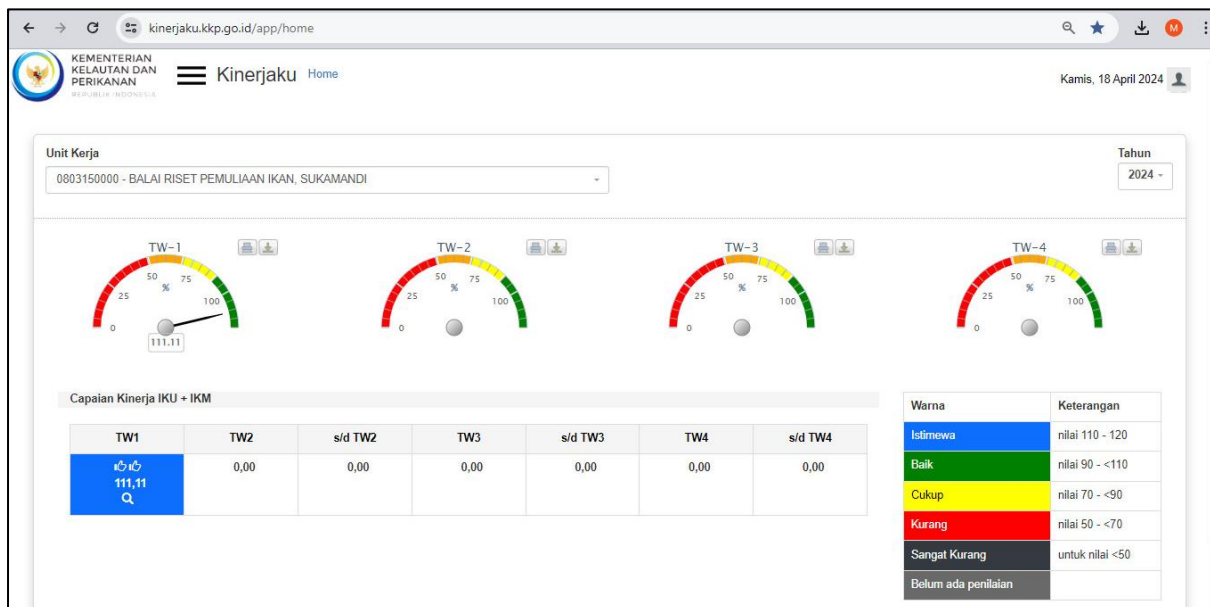 kinerjaku.kkp.go.id/app/home
M
KEMENTERIAN
KELAUTAN DAN
PERIKANAN
REPUBLIK INDONESIA
Kinerjaku Home
Kamis, 18 April 2024
Unit Kerja
Tahun
0803150000 - BALAI RISET PEMULIAAN IKAN, SUKAMANDI
2024
TW-1
0 25 50 75 100
%
111.11
TW-2
0 25 50 75 100
%
TW-3
0 25 50 75 100
%
TW-4
0 25 50 75 100
%
Capaian Kinerja IKU + IKM
TW1 TW2 s/d TW2 TW3 s/d TW3 TW4 s/d TW4
111,11 0,00 0,00 0,00 0,00 0,00 0,00
Warna Keterangan
Istimewa nilai 110 - 120
Baik nilai 90 - <110
Cukup nilai 70 - <90
Kurang nilai 50 - <70
Sangat Kurang untuk nilai <50
Belum ada penilaian